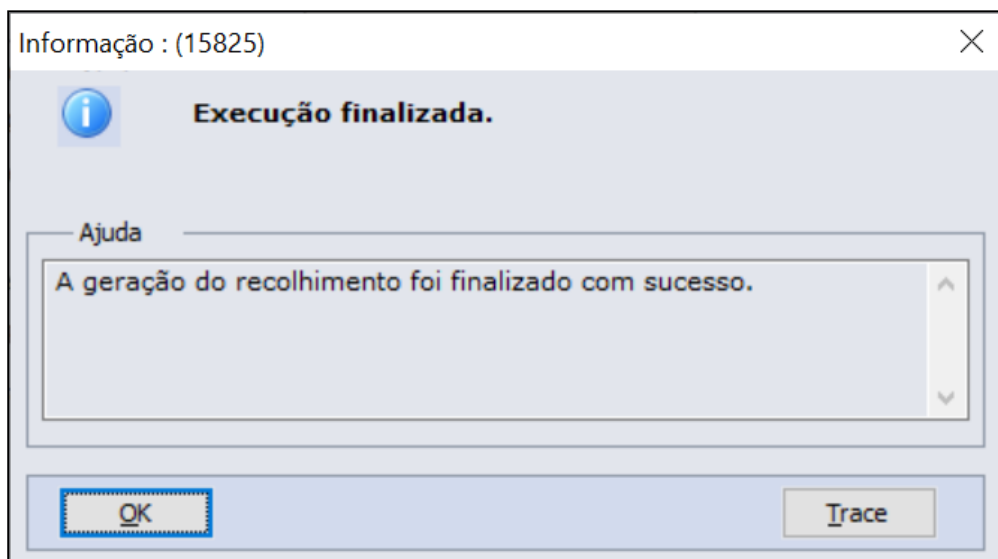 Informação : (15825)
Execução finalizada.
Ajuda
A geração do recolhimento foi finalizado com sucesso.
OK
Trace